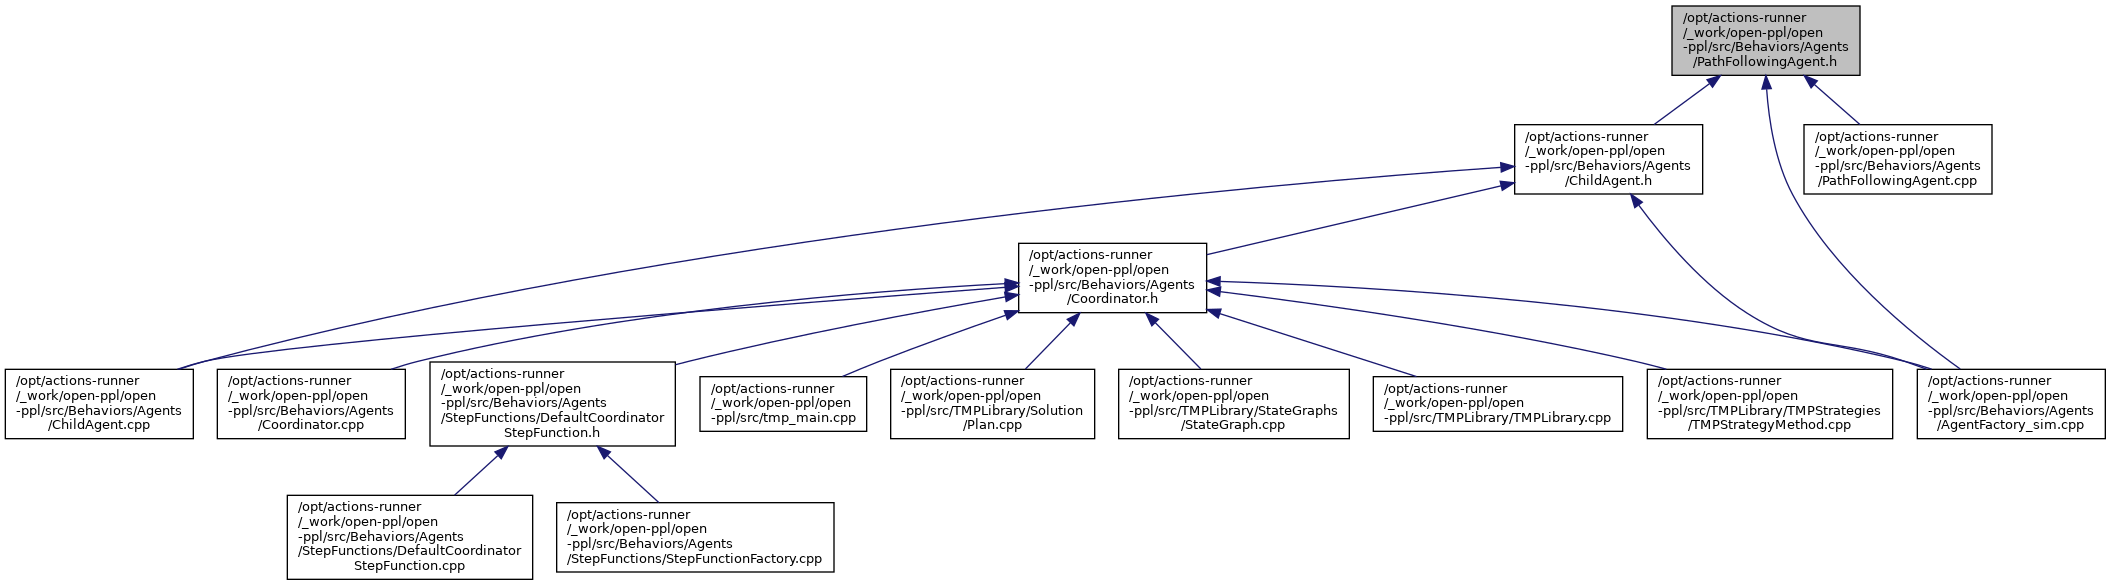 /opt/actions-runner
/_work/open-ppl/open
-ppl/src/Behaviors/Agents
/PathFollowingAgent.h
/opt/actions-runner
/_work/open-ppl/open
-ppl/src/Behaviors/Agents
/ChildAgent.h
/opt/actions-runner
/_work/open-ppl/open
-ppl/src/Behaviors/Agents
/PathFollowingAgent.cpp
/opt/actions-runner
/_work/open-ppl/open
-ppl/src/Behaviors/Agents
/Coordinator.h
/opt/actions-runner
/_work/open-ppl/open
-ppl/src/Behaviors/Agents
/ChildAgent.cpp
/opt/actions-runner
/_work/open-ppl/open
-ppl/src/Behaviors/Agents
/Coordinator.cpp
/opt/actions-runner
/_work/open-ppl/open
-ppl/src/Behaviors/Agents
/StepFunctions/DefaultCoordinator
StepFunction.h
/opt/actions-runner
/_work/open-ppl/open
-ppl/src/tmp_main.cpp
/opt/actions-runner
/_work/open-ppl/open
-ppl/src/TMPLibrary/Solution
/Plan.cpp
/opt/actions-runner
/_work/open-ppl/open
-ppl/src/TMPLibrary/StateGraphs
/StateGraph.cpp
/opt/actions-runner
/_work/open-ppl/open
-ppl/src/TMPLibrary/TMPLibrary.cpp
/opt/actions-runner
/_work/open-ppl/open
-ppl/src/TMPLibrary/TMPStrategies
/TMPStrategyMethod.cpp
/opt/actions-runner
/_work/open-ppl/open
-ppl/src/Behaviors/Agents
/AgentFactory_sim.cpp
/opt/actions-runner
/_work/open-ppl/open
-ppl/src/Behaviors/Agents
/StepFunctions/DefaultCoordinator
StepFunction.cpp
/opt/actions-runner
/_work/open-ppl/open
-ppl/src/Behaviors/Agents
/StepFunctions/StepFunctionFactory.cpp